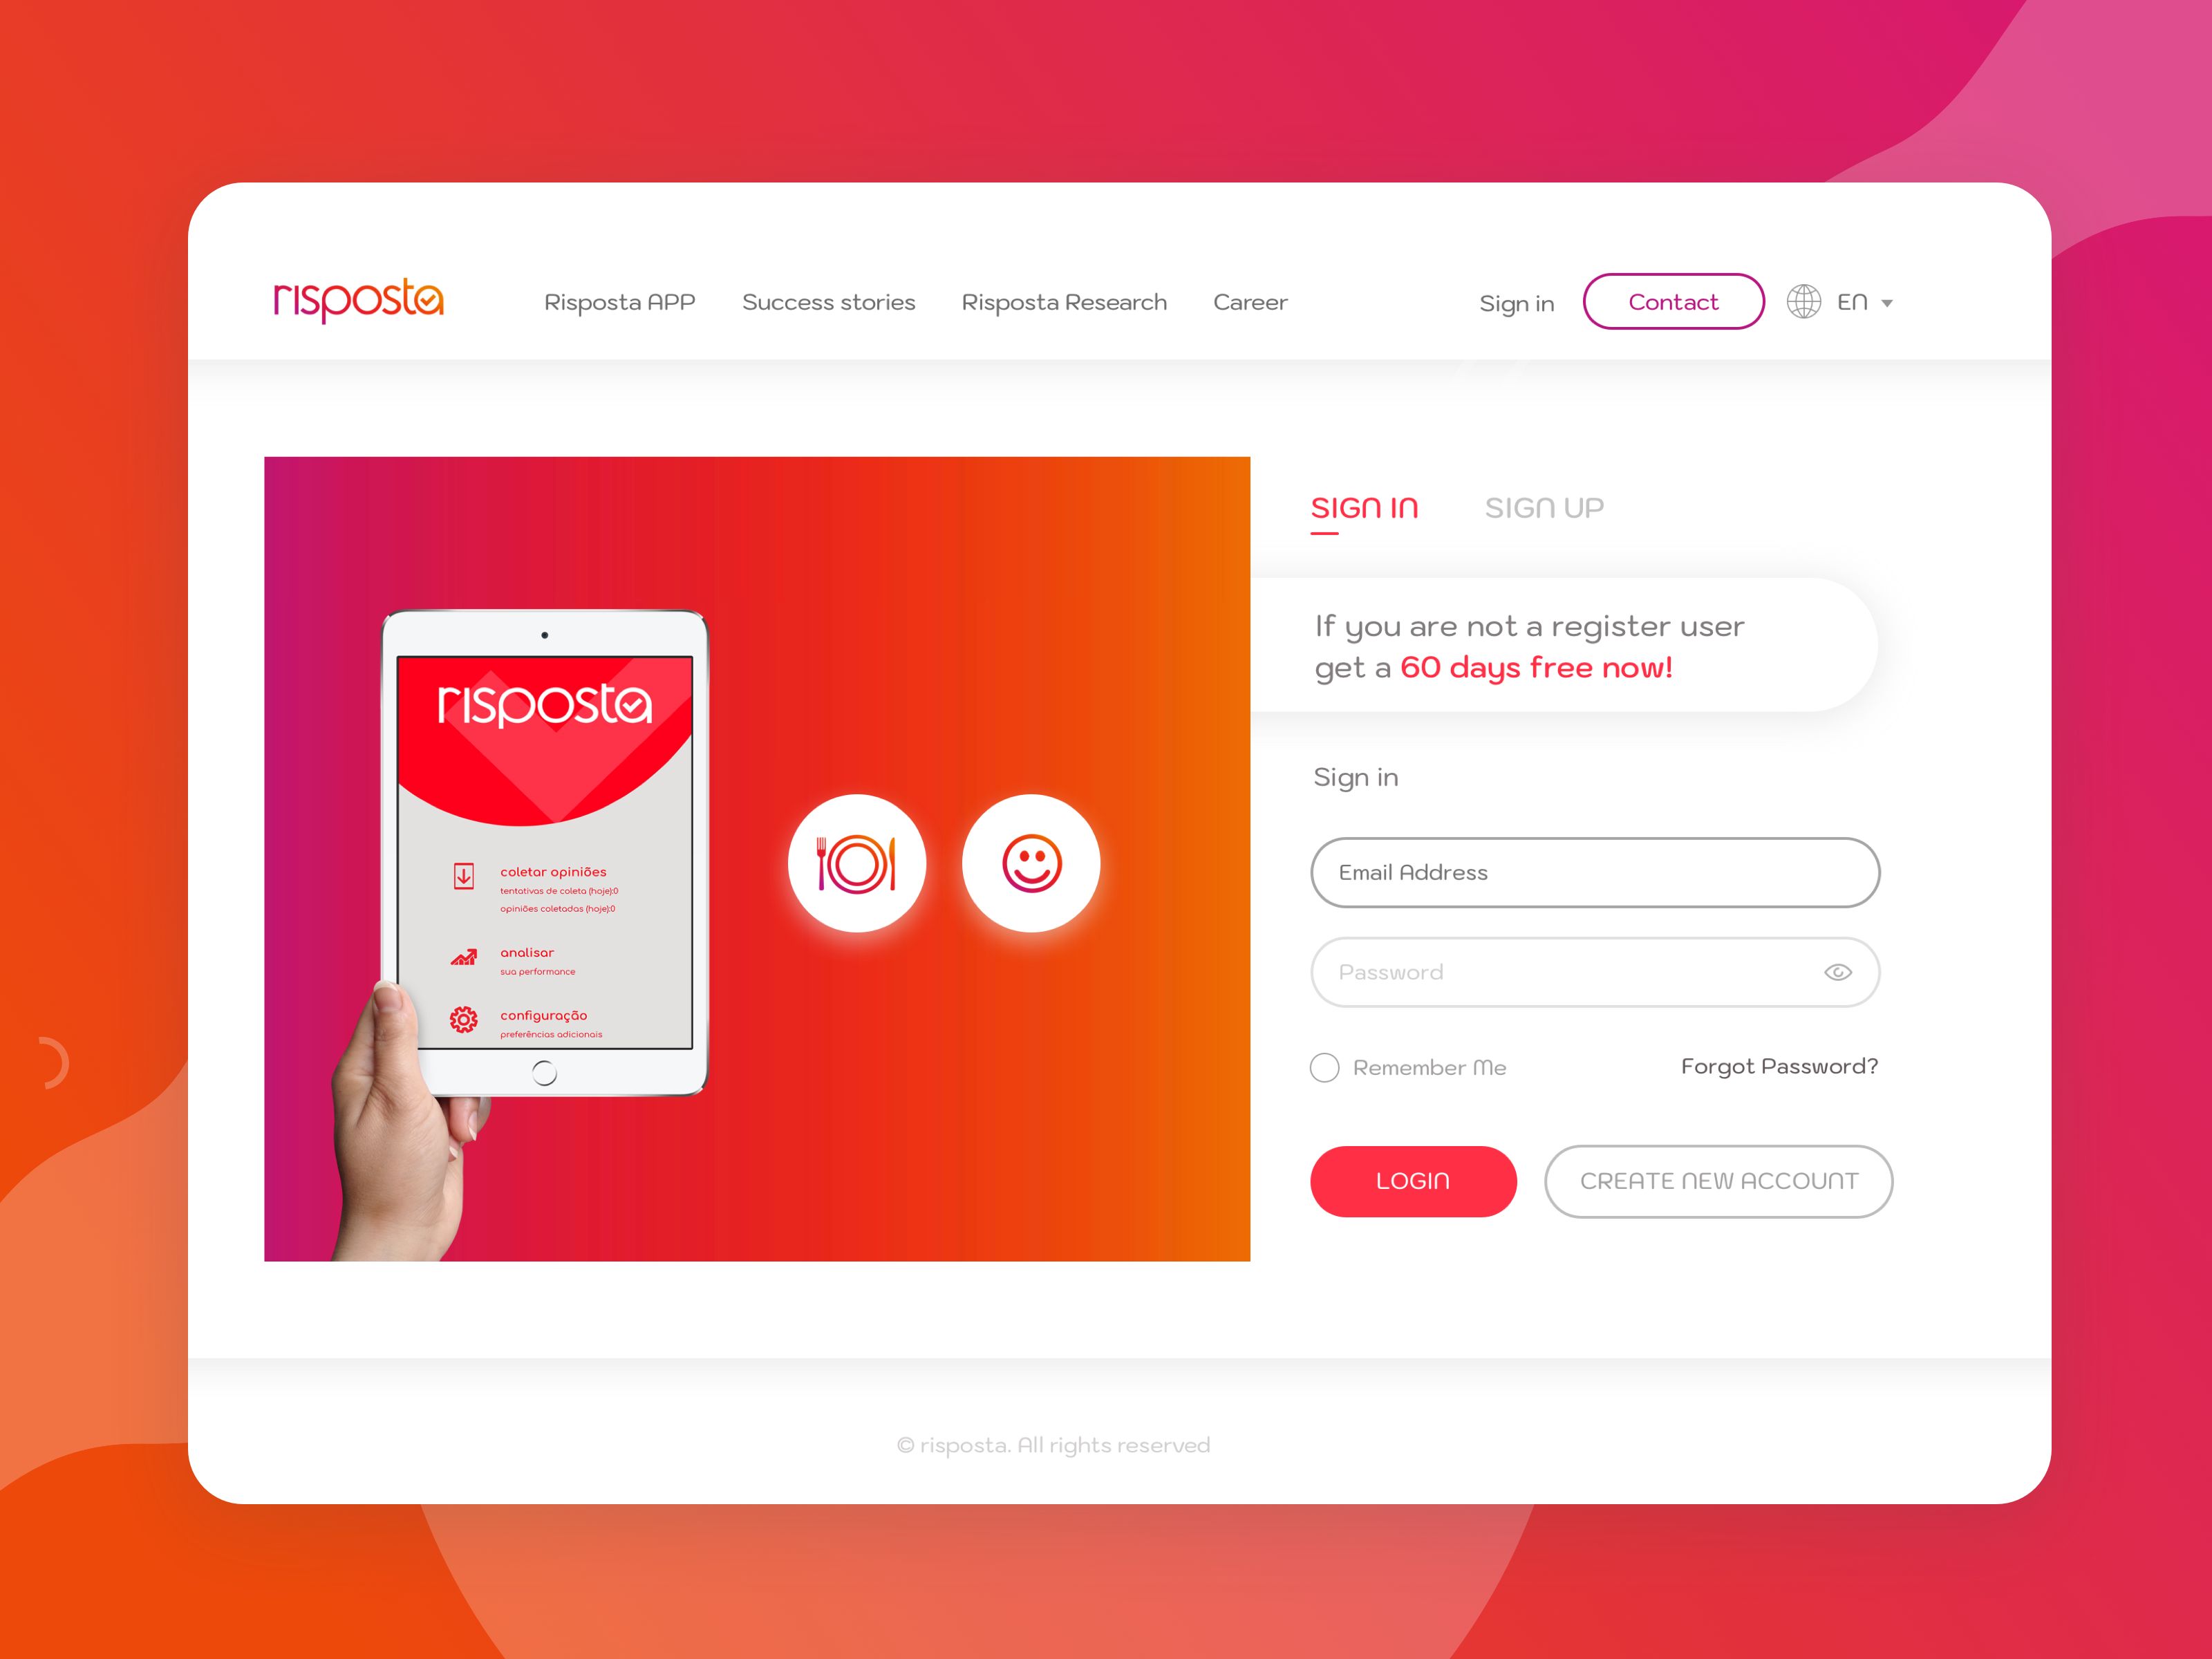 risposta
Risposta APP
Success stories
Risposta Research
Career
Sign in
Contact
EN
risposta
coletar opiniões
tentativas de coleta (hoje):0
opiniões coletadas (hoje):0
analisar
sua performance
configuração
preferências adicionais
SIGN IN
SIGN UP
If you are not a register user
get a 60 days free now!
Sign in
Email Address
Password
Remember Me
Forgot Password?
LOGIN
CREATE NEW ACCOUNT
© risposta. All rights reserved